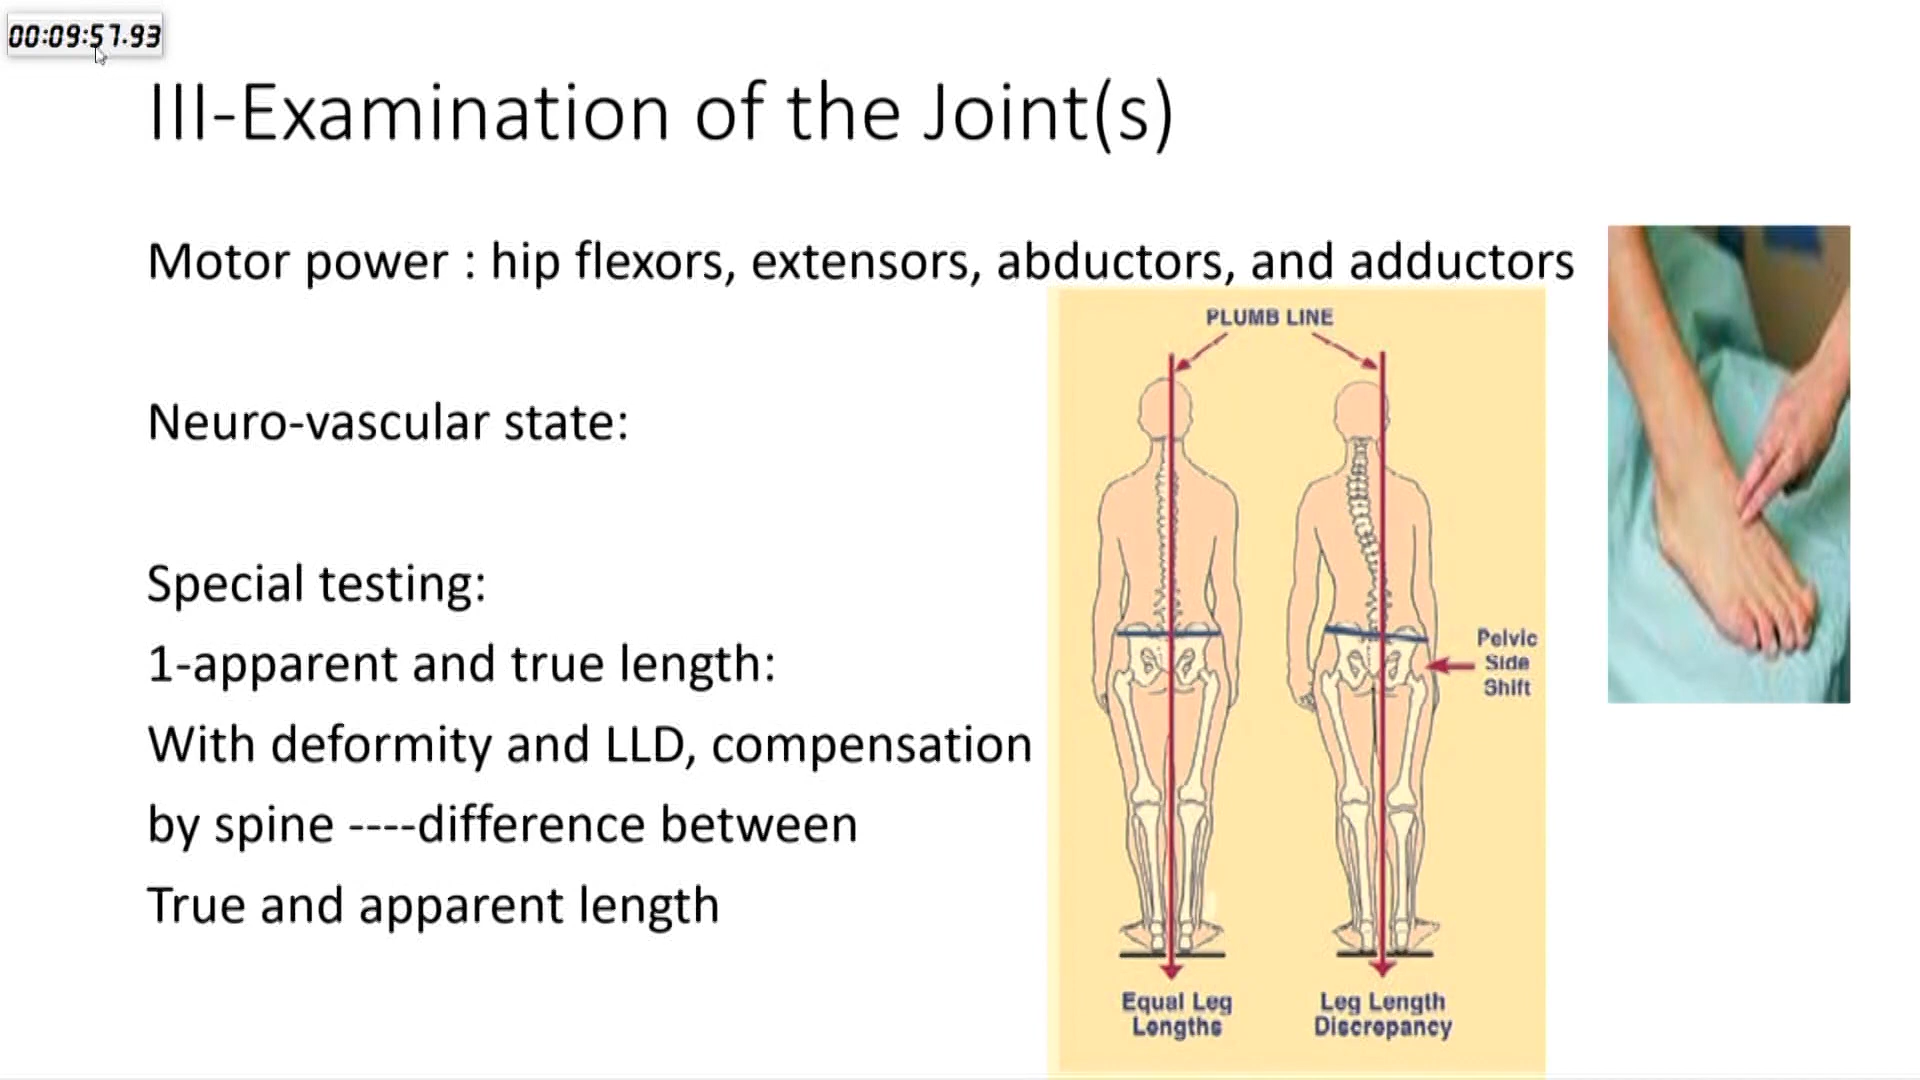 00:09:57.93
III-Examination of the Joint(s)
Motor power : hip flexors, extensors, abductors, and adductors
Neuro-vascular state:
Special testing:
1-apparent and true length:
With deformity and LLD, compensation
by spine ----difference between
True and apparent length
PLUMB LINE
Pelvic
Side
Shift
Equal Leg
Lengths
Leg Length
Discrepancy